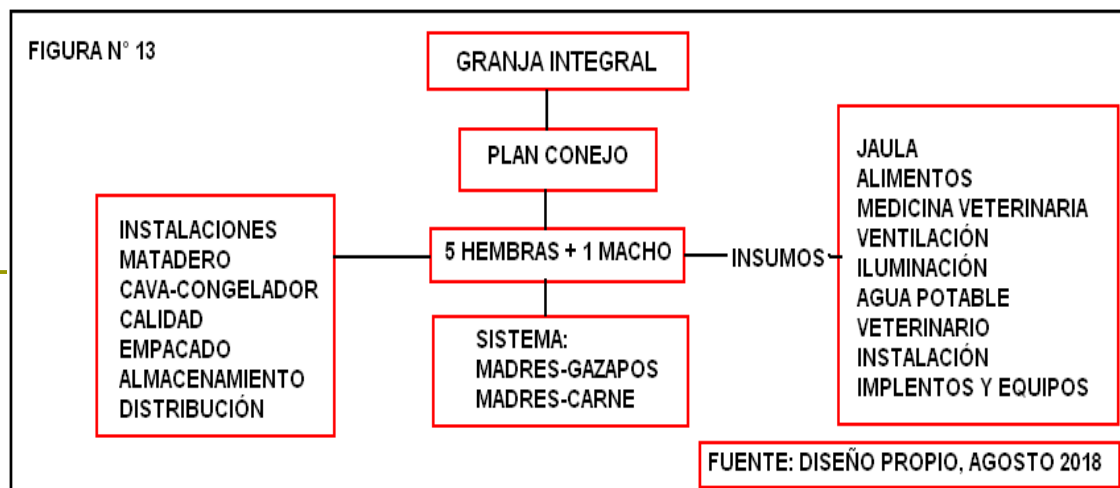 FIGURA N° 13
GRANJA INTEGRAL
PLAN CONEJO
INSTALACIONES
MATADERO
CAVA-CONGELADOR
CALIDAD
EMPACADO
ALMACENAMIENTO
DISTRIBUCIÓN
5 HEMBRAS + 1 MACHO
INSUMOS
JAULA
ALIMENTOS
MEDICINA VETERINARIA
VENTILACIÓN
ILUMINACIÓN
AGUA POTABLE
VETERINARIO
INSTALACIÓN
IMPLENTOS Y EQUIPOS
SISTEMA:
MADRES-GAZAPOS
MADRES-CARNE
FUENTE: DISEÑO PROPIO, AGOSTO 2018